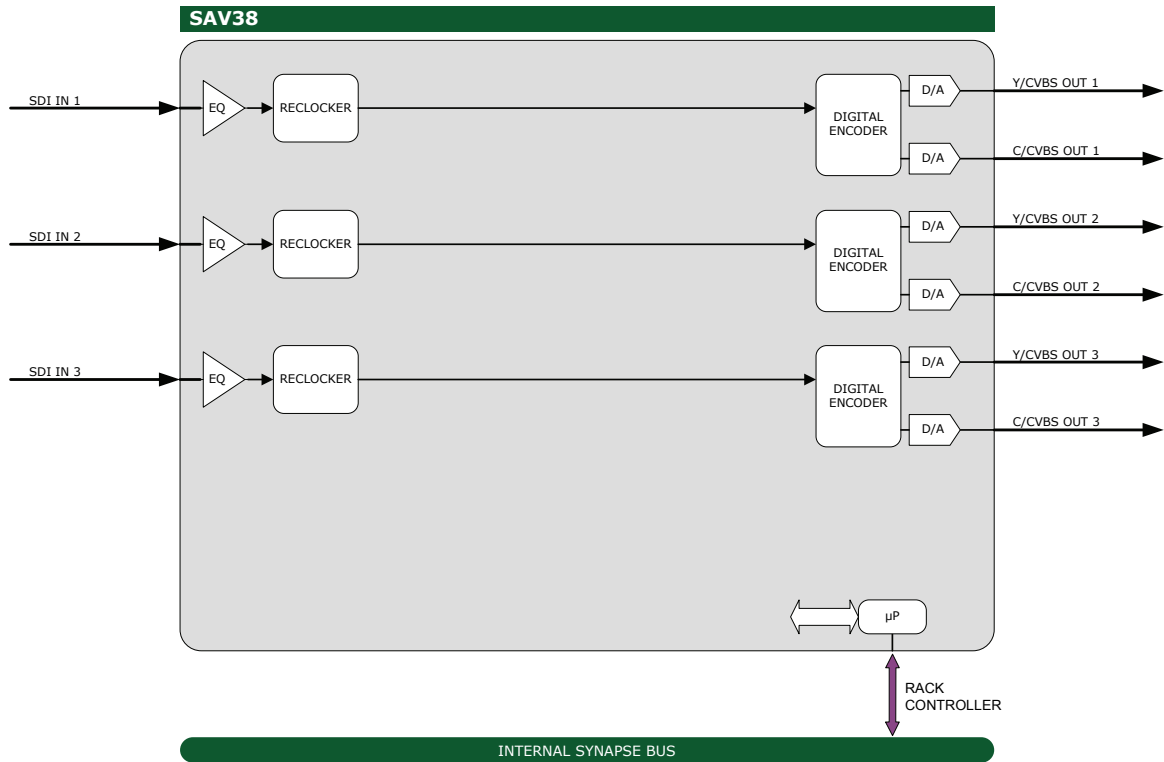 SAV38
SDI IN 1
EQ
RECLOCKER
DIGITAL
ENCODER
D/A
D/A
Y/CVBS OUT 1
C/CVBS OUT 1
SDI IN 2
EQ
RECLOCKER
DIGITAL
ENCODER
D/A
D/A
Y/CVBS OUT 2
C/CVBS OUT 2
SDI IN 3
EQ
RECLOCKER
DIGITAL
ENCODER
D/A
D/A
Y/CVBS OUT 3
C/CVBS OUT 3
µP
RACK
CONTROLLER
INTERNAL SYNAPSE BUS